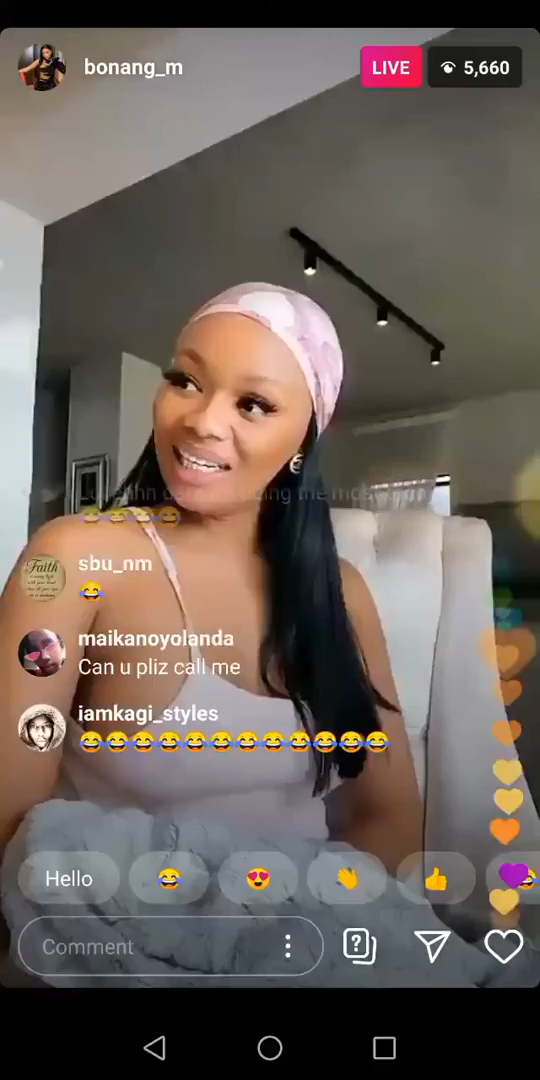 bonang_m
LIVE
5,660
sbu_nm
😂
maikanoyolanda
Can u pliz call me
iamkagi_styles
😂😂😂😂😂😂😂😂😂😂😂😂
Hello
Comment